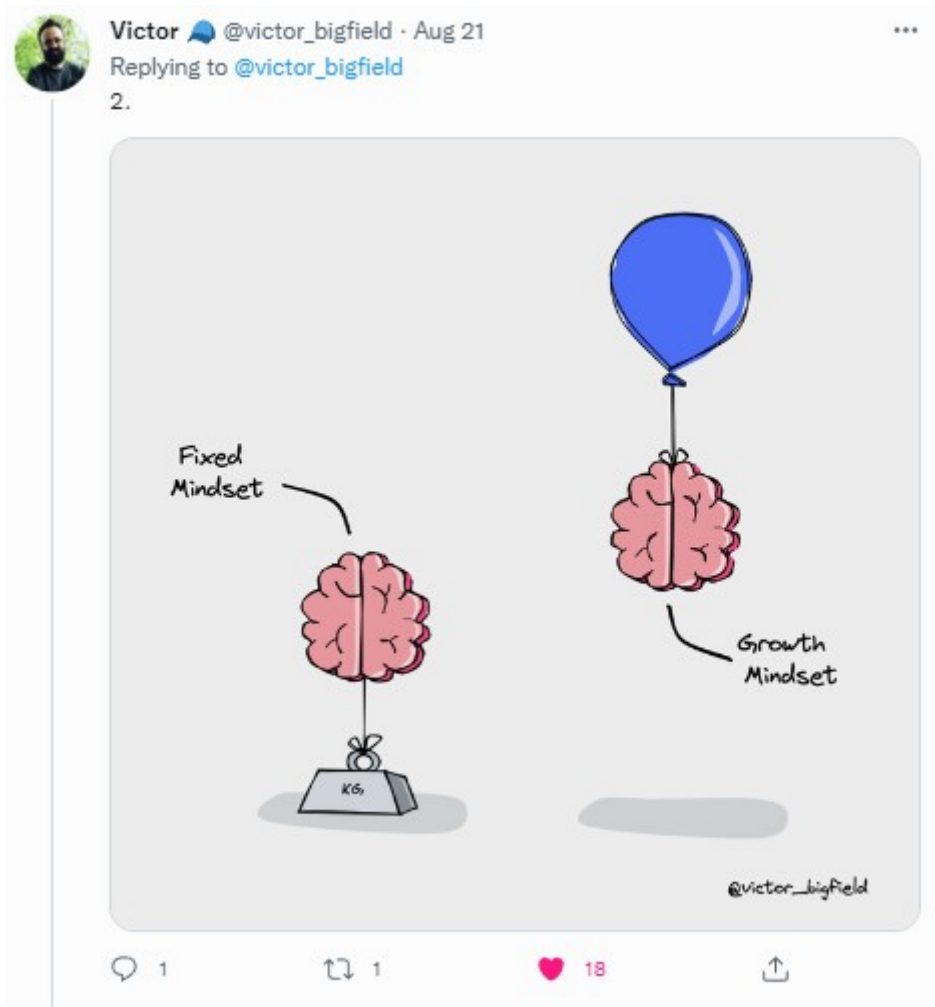 Victor @victor_bigfield · Aug 21
Replying to @victor_bigfield
2.
Fixed
Mindset
Growth
Mindset
KG,
@victor_bigfield
1
1
18